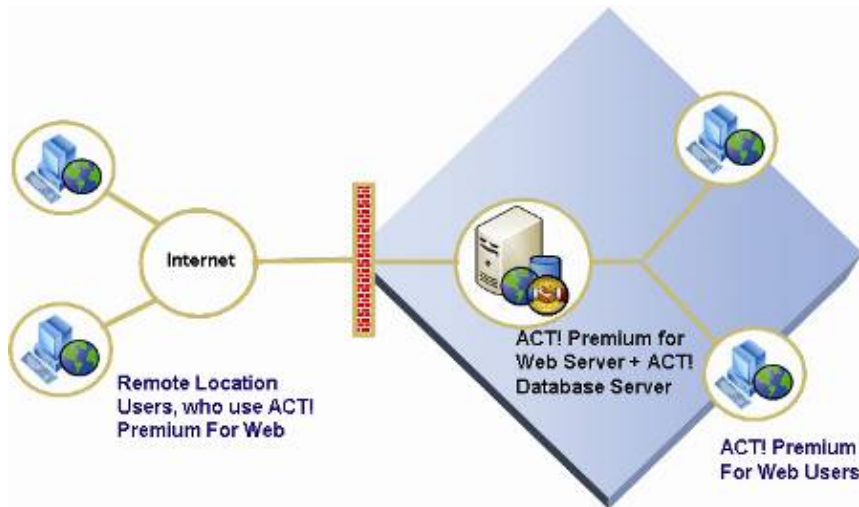 Internet
Remote Location
Users, who use ACT!
Premium For Web
ACT! Premium for
Web Server + ACT!
Database Server
ACT! Premium
For Web Users